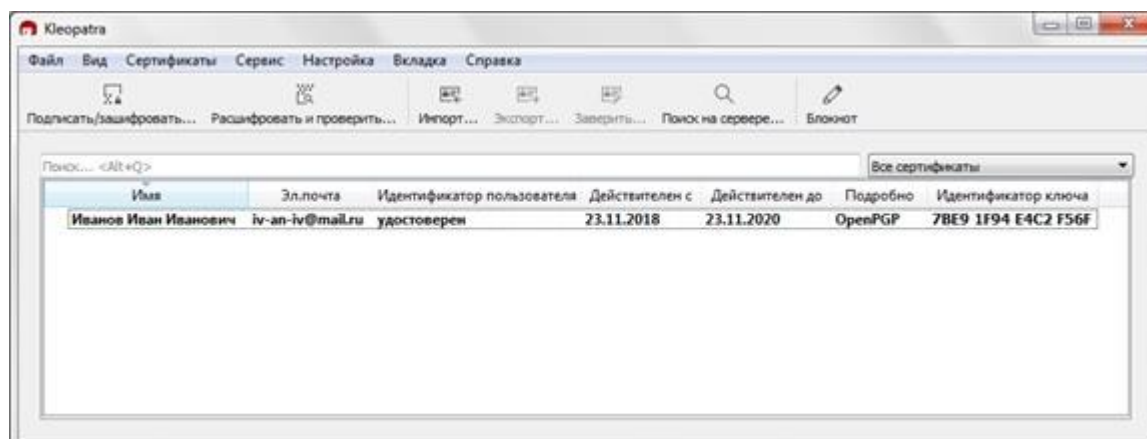 Kleopatra
Файл Вид Сертификаты Сервис Настройка Вкладка Справка
Подписать/зашифровать... Расшифровать и проверить... Импорт... Экспорт... Заверить... Поиск на сервере... Блокнот
Поиск... <Alt+Q> Все сертификаты
Имя Эл.почта Идентификатор пользователя Действителен с Действителен до Подробно Идентификатор ключа
Иванов Иван Иванович iv-an-iv@mail.ru удостоверен 23.11.2018 23.11.2020 OpenPGP 7BE9 1F94 E4C2 F56F